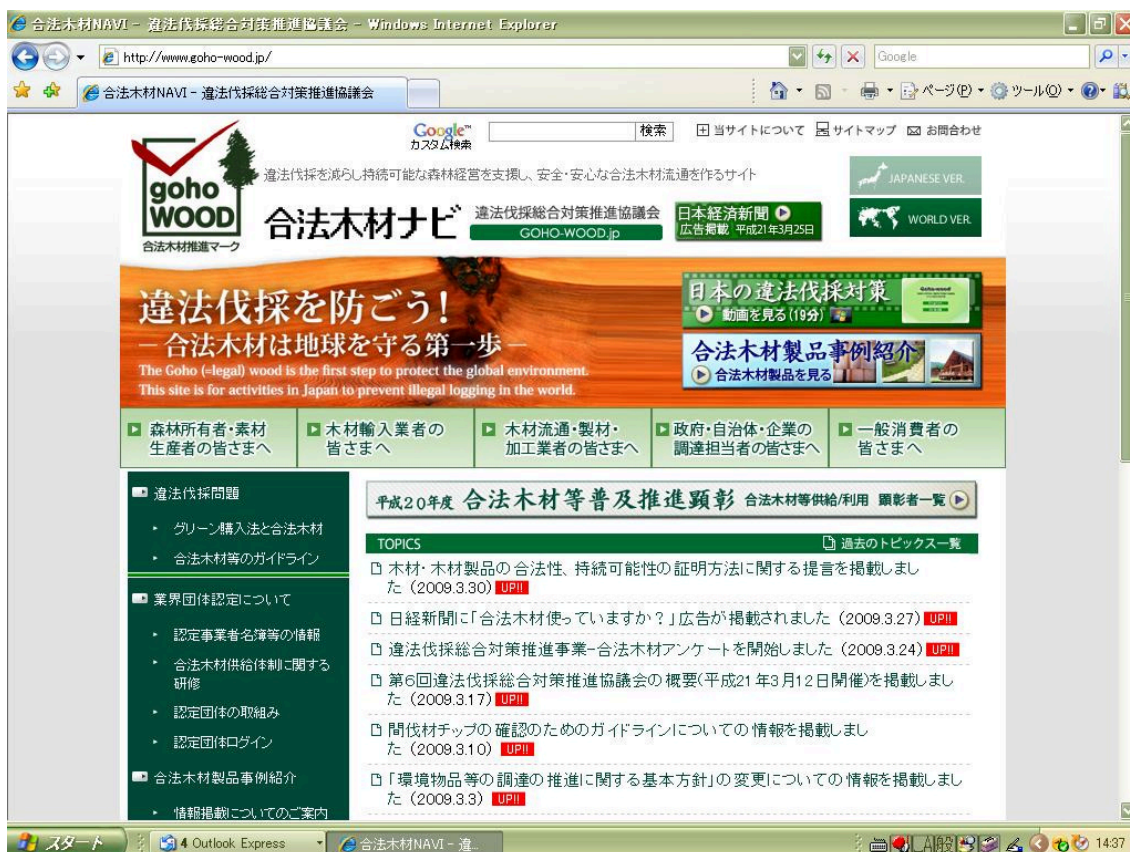 合法木材NAVI - 違法伐採総合対策推進協議会 - Windows Internet Explorer
http://www.goho-wood.jp/
Google
合法木材NAVI - 違法伐採総合対策推進協議会
ページ(P)
ツール(O)
Google™ カスタム検索
検索
当サイトについて
サイトマップ
お問合わせ
goho WOOD
合法木材推進マーク
違法伐採を減らし持続可能な森林経営を支援し、安全・安心な合法木材流通を作るサイト
JAPANESE VER.
WORLD VER.
合法木材ナビ
違法伐採総合対策推進協議会
GOHO-WOOD.jp
日本経済新聞
広告掲載 平成21年3月25日
違法伐採を防ごう!
－合法木材は地球を守る第一歩－
The Goho (=legal) wood is the first step to protect the global environment.
This site is for activities in Japan to prevent illegal logging in the world.
日本の違法伐採対策
動画を見る(19分)
合法木材製品事例紹介
合法木材製品を見る
森林所有者・素材
生産者の皆さまへ
木材輸入業者の
皆さまへ
木材流通・製材・
加工業者の皆さまへ
政府・自治体・企業の
調達担当者の皆さまへ
一般消費者の
皆さまへ
違法伐採問題
グリーン購入法と合法木材
合法木材等のガイドライン
業界団体認定について
認定事業者名簿等の情報
合法木材供給体制に関する
研修
認定団体の取組み
認定団体ログイン
合法木材製品事例紹介
情報掲載についてのご案内
平成20年度 合法木材等普及推進顕彰 合法木材等供給/利用 顕彰者一覧
TOPICS
過去のトピックス一覧
木材・木材製品の合法性、持続可能性の証明方法に関する提言を掲載しまし
た (2009.3.30) UP!!
日経新聞に「合法木材使っていますか?」広告が掲載されました (2009.3.27) UP!!
違法伐採総合対策推進事業-合法木材アンケートを開始しました (2009.3.24) UP!!
第6回違法伐採総合対策推進協議会の概要(平成21年3月12日開催)を掲載しまし
た (2009.3.17) UP!!
間伐材チップの確認のためのガイドラインについての情報を掲載しまし
た (2009.3.10) UP!!
「環境物品等の調達の推進に関する基本方針」の変更についての情報を掲載しまし
た (2009.3.3) UP!!
スタート
4 Outlook Express
合法木材NAVI - 違...
A般
14:37